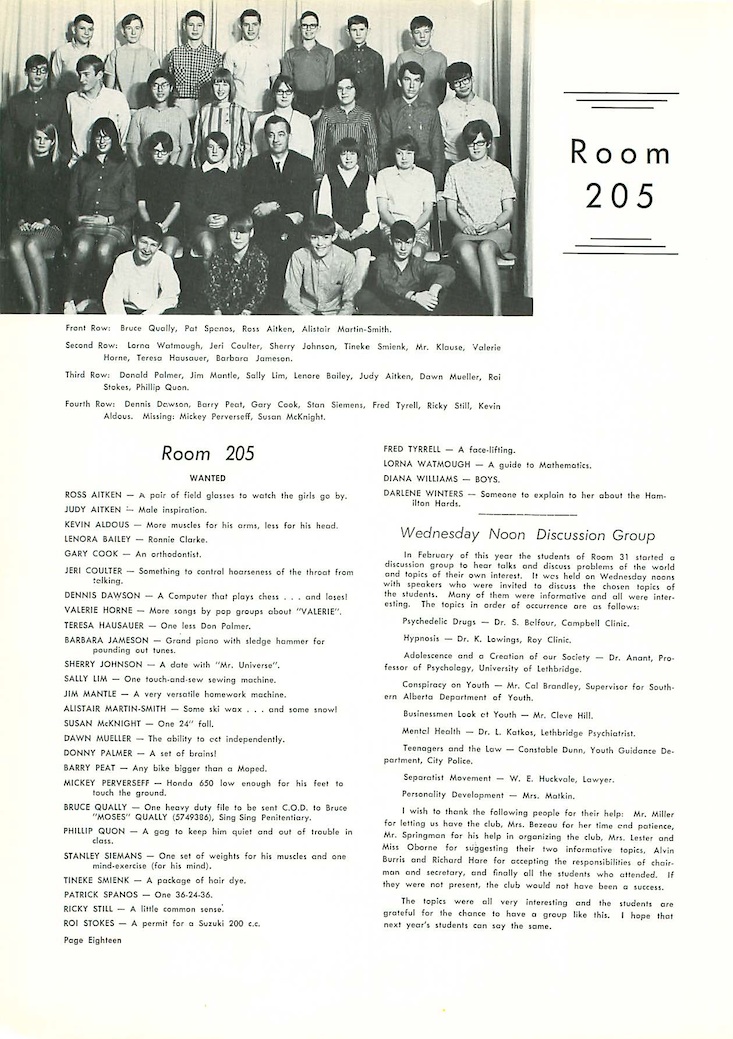 Room
205
Front Row: Bruce Qually, Pat Spanos, Ross Aitken, Alistair Martin-Smith.
Second Row: Lorna Watmough, Jeri Coulter, Sherry Johnson, Tineke Smienk, Mr. Klause, Valerie
Horne, Teresa Hausauer, Barbara Jameson.
Third Row: Donald Palmer, Jim Mantle, Sally Lim, Lenore Bailey, Judy Aitken, Dawn Mueller, Roi
Stokes, Phillip Quon.
Fourth Row: Dennis Dawson, Barry Peat, Gary Cook, Stan Siemens, Fred Tyrell, Ricky Still, Kevin
Aldous. Missing: Mickey Perverseff, Susan McKnight.
Room 205
WANTED
ROSS AITKEN — A pair of field glasses to watch the girls go by.
JUDY AITKEN — Male inspiration.
KEVIN ALDOUS — More muscles for his arms, less for his head.
LENORA BAILEY — Ronnie Clarke.
GARY COOK — An orthodontist.
JERI COULTER — Something to control hoarseness of the throat from
talking.
DENNIS DAWSON — A Computer that plays chess . . . and loses!
VALERIE HORNE — More songs by pop groups about "VALERIE".
TERESA HAUSAUER — One less Don Palmer.
BARBARA JAMESON — Grand piano with sledge hammer for
pounding out tunes.
SHERRY JOHNSON — A date with "Mr. Universe".
SALLY LIM — One touch-and-sew sewing machine.
JIM MANTLE — A very versatile homework machine.
ALISTAIR MARTIN-SMITH — Some ski wax . . . and some snow!
SUSAN McKNIGHT — One 24" fall.
DAWN MUELLER — The ability to act independently.
DONNY PALMER — A set of brains!
BARRY PEAT — Any bike bigger than a Moped.
MICKEY PERVERSEFF — Honda 650 low enough for his feet to
touch the ground.
BRUCE QUALLY — One heavy duty file to be sent C.O.D. to Bruce
"MOSES" QUALLY (5749386), Sing Sing Penitentiary.
PHILLIP QUON — A gag to keep him quiet and out of trouble in
class.
STANLEY SIEMANS — One set of weights for his muscles and one
mind-exercise (for his mind).
TINEKE SMIENK — A package of hair dye.
PATRICK SPANOS — One 36-24-36.
RICKY STILL — A little common sense.
ROI STOKES — A permit for a Suzuki 200 c.c.
Page Eighteen
FRED TYRRELL — A face-lifting.
LORNA WATMOUGH — A guide to Mathematics.
DIANA WILLIAMS — BOYS.
DARLENE WINTERS — Someone to explain to her about the Ham-
ilton Hards.
Wednesday Noon Discussion Group
In February of this year the students of Room 31 started a
discussion group to hear talks and discuss problems of the world
and topics of their own interest. It was held on Wednesday noons
with speakers who were invited to discuss the chosen topics of
the students. Many of them were informative and all were inter-
esting. The topics in order of occurrence are as follows:
Psychedelic Drugs — Dr. S. Belfour, Campbell Clinic.
Hypnosis — Dr. K. Lowings, Roy Clinic.
Adolescence and a Creation of our Society — Dr. Anant, Pro-
fessor of Psychology, University of Lethbridge.
Conspiracy on Youth — Mr. Cal Brandley, Supervisor for South-
ern Alberta Department of Youth.
Businessmen Look at Youth — Mr. Cleve Hill.
Mental Health — Dr. L. Katkos, Lethbridge Psychiatrist.
Teenagers and the Law — Constable Dunn, Youth Guidance De-
partment, City Police.
Separatist Movement — W. E. Huckvale, Lawyer.
Personality Development — Mrs. Matkin.
I wish to thank the following people for their help: Mr. Miller
for letting us have the club, Mrs. Bezeau for her time and patience,
Mr. Springman for his help in organizing the club, Mrs. Lester and
Miss Oborne for suggesting their two informative topics, Alvin
Burris and Richard Hare for accepting the responsibilities of chair-
man and secretary, and finally all the students who attended. If
they were not present, the club would not have been a success.
The topics were all very interesting and the students are
grateful for the chance to have a group like this. I hope that
next year's students can say the same.